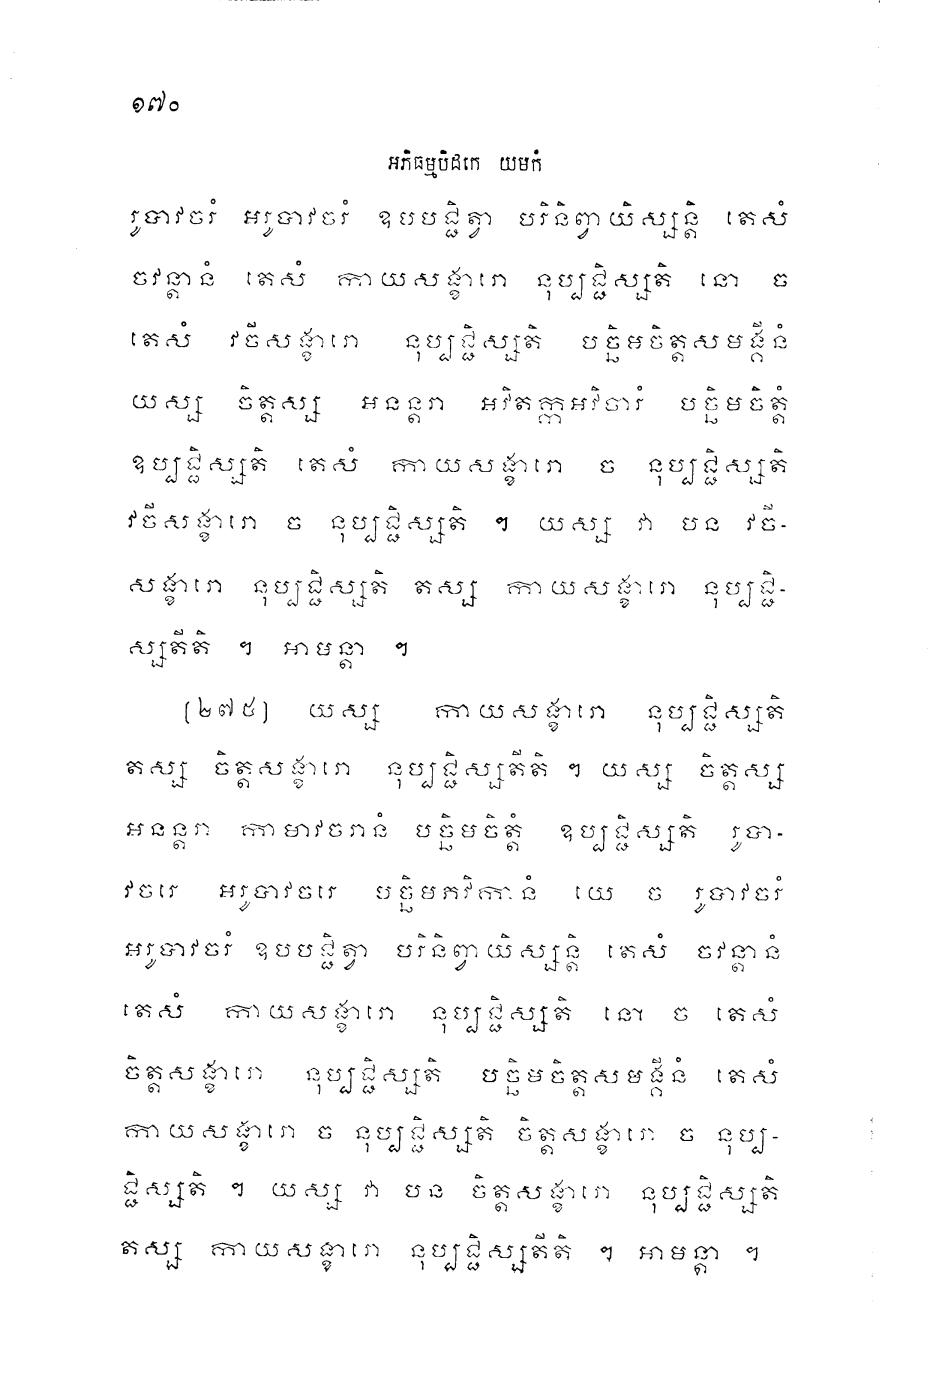 ១៧០
អភិធម្មបិដកេ យមកំ
រូបាវចរំ អរូបាវចរំ ឧបបជ្ជិត្វា បរិនិព្វាយិស្សន្តិ តេសំ
ចវន្តានំ តេសំ កាយសង្ខារោ នុប្បជ្ជិស្សតិ នោ ច
តេសំ វចីសង្ខារោ នុប្បជ្ជិស្សតិ បច្ឆិមចិត្តសមង្គីនំ
យស្ស ចិត្តស្ស អនន្តរា អវិតក្កអវិចារំ បច្ឆិមចិត្តំ
ឧប្បជ្ជិស្សតិ តេសំ កាយសង្ខារោ ច នុប្បជ្ជិស្សតិ
វចីសង្ខារោ ច នុប្បជ្ជិស្សតិ ។ យស្ស វា បន វចី-
សង្ខារោ នុប្បជ្ជិស្សតិ តស្ស កាយសង្ខារោ នុប្បជ្ជិ-
ស្សតីតិ ។ អាមន្តា ។
[២៧៥] យស្ស កាយសង្ខារោ នុប្បជ្ជិស្សតិ
តស្ស ចិត្តសង្ខារោ នុប្បជ្ជិស្សតីតិ ។ យស្ស ចិត្តស្ស
អនន្តរា កាមាវចរានំ បច្ឆិមចិត្តំ ឧប្បជ្ជិស្សតិ រូបា-
វចរេ អរូបាវចរេ បច្ឆិមភវិកានំ យេ ច រូបាវចរំ
អរូបាវចរំ ឧបបជ្ជិត្វា បរិនិព្វាយិស្សន្តិ តេសំ ចវន្តានំ
តេសំ កាយសង្ខារោ នុប្បជ្ជិស្សតិ នោ ច តេសំ
ចិត្តសង្ខារោ នុប្បជ្ជិស្សតិ បច្ឆិមចិត្តសមង្គីនំ តេសំ
កាយសង្ខារោ ច នុប្បជ្ជិស្សតិ ចិត្តសង្ខារោ ច នុប្ប-
ជ្ជិស្សតិ ។ យស្ស វា បន ចិត្តសង្ខារោ នុប្បជ្ជិស្សតិ
តស្ស កាយសង្ខារោ នុប្បជ្ជិស្សតីតិ ។ អាមន្តា ។